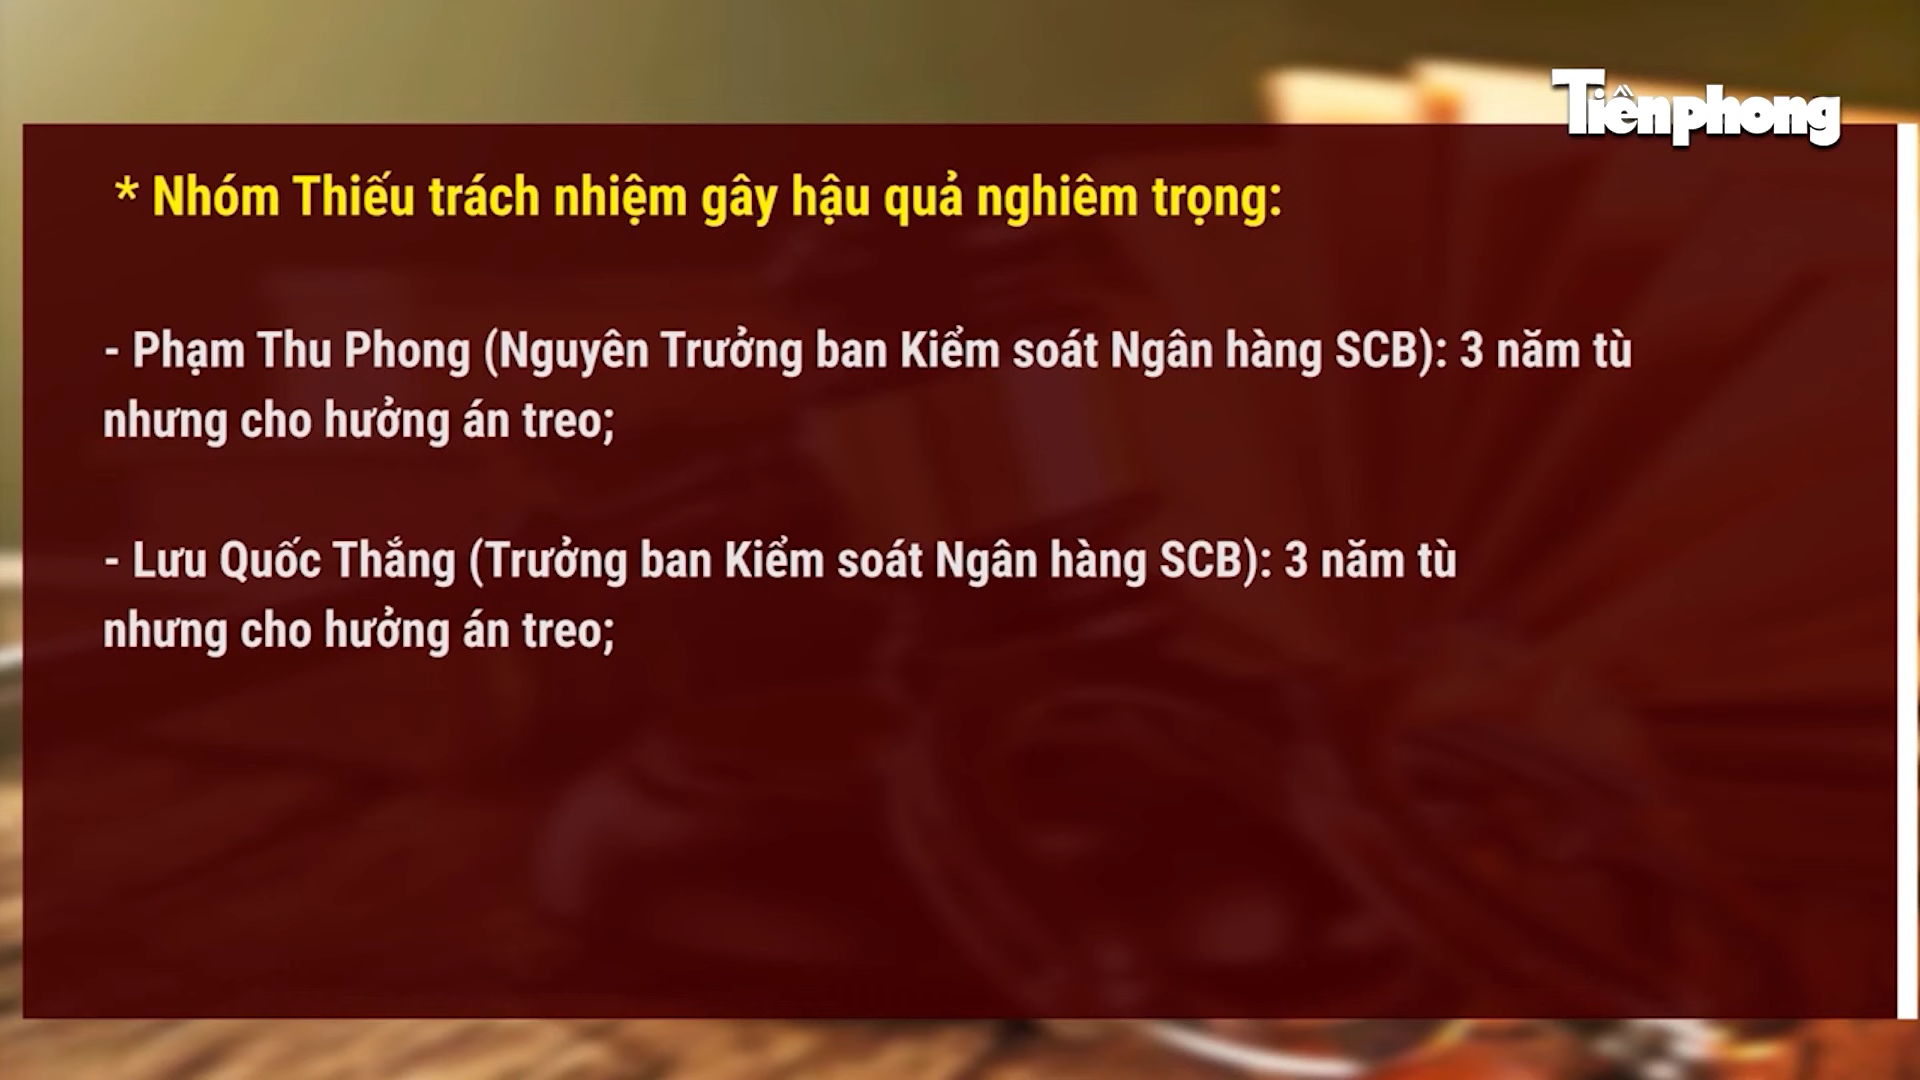 Tiềnphong
* Nhóm Thiếu trách nhiệm gây hậu quả nghiêm trọng:
- Phạm Thu Phong (Nguyên Trưởng ban Kiểm soát Ngân hàng SCB): 3 năm tù
nhưng cho hưởng án treo;
- Lưu Quốc Thắng (Trưởng ban Kiểm soát Ngân hàng SCB): 3 năm tù
nhưng cho hưởng án treo;